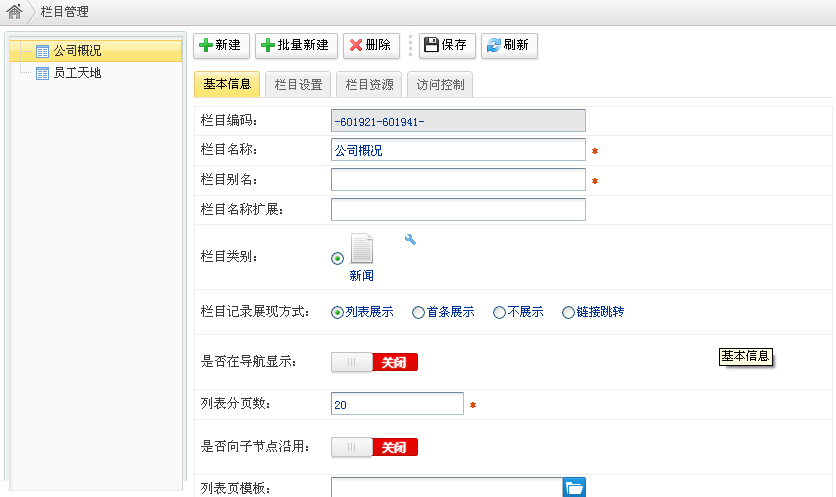 栏目管理
公司概况
员工天地
新建 批量新建 删除 保存 刷新
基本信息 栏目设置 栏目资源 访问控制
栏目编码： -601921-601941-
栏目名称： 公司概况 *
栏目别名： *
栏目名称扩展：
栏目类别：
新闻
栏目记录展现方式： 列表展示 首条展示 不展示 链接跳转
基本信息
是否在导航显示： 关闭
列表分页数： 20 *
是否向子节点沿用： 关闭
列表页模板：